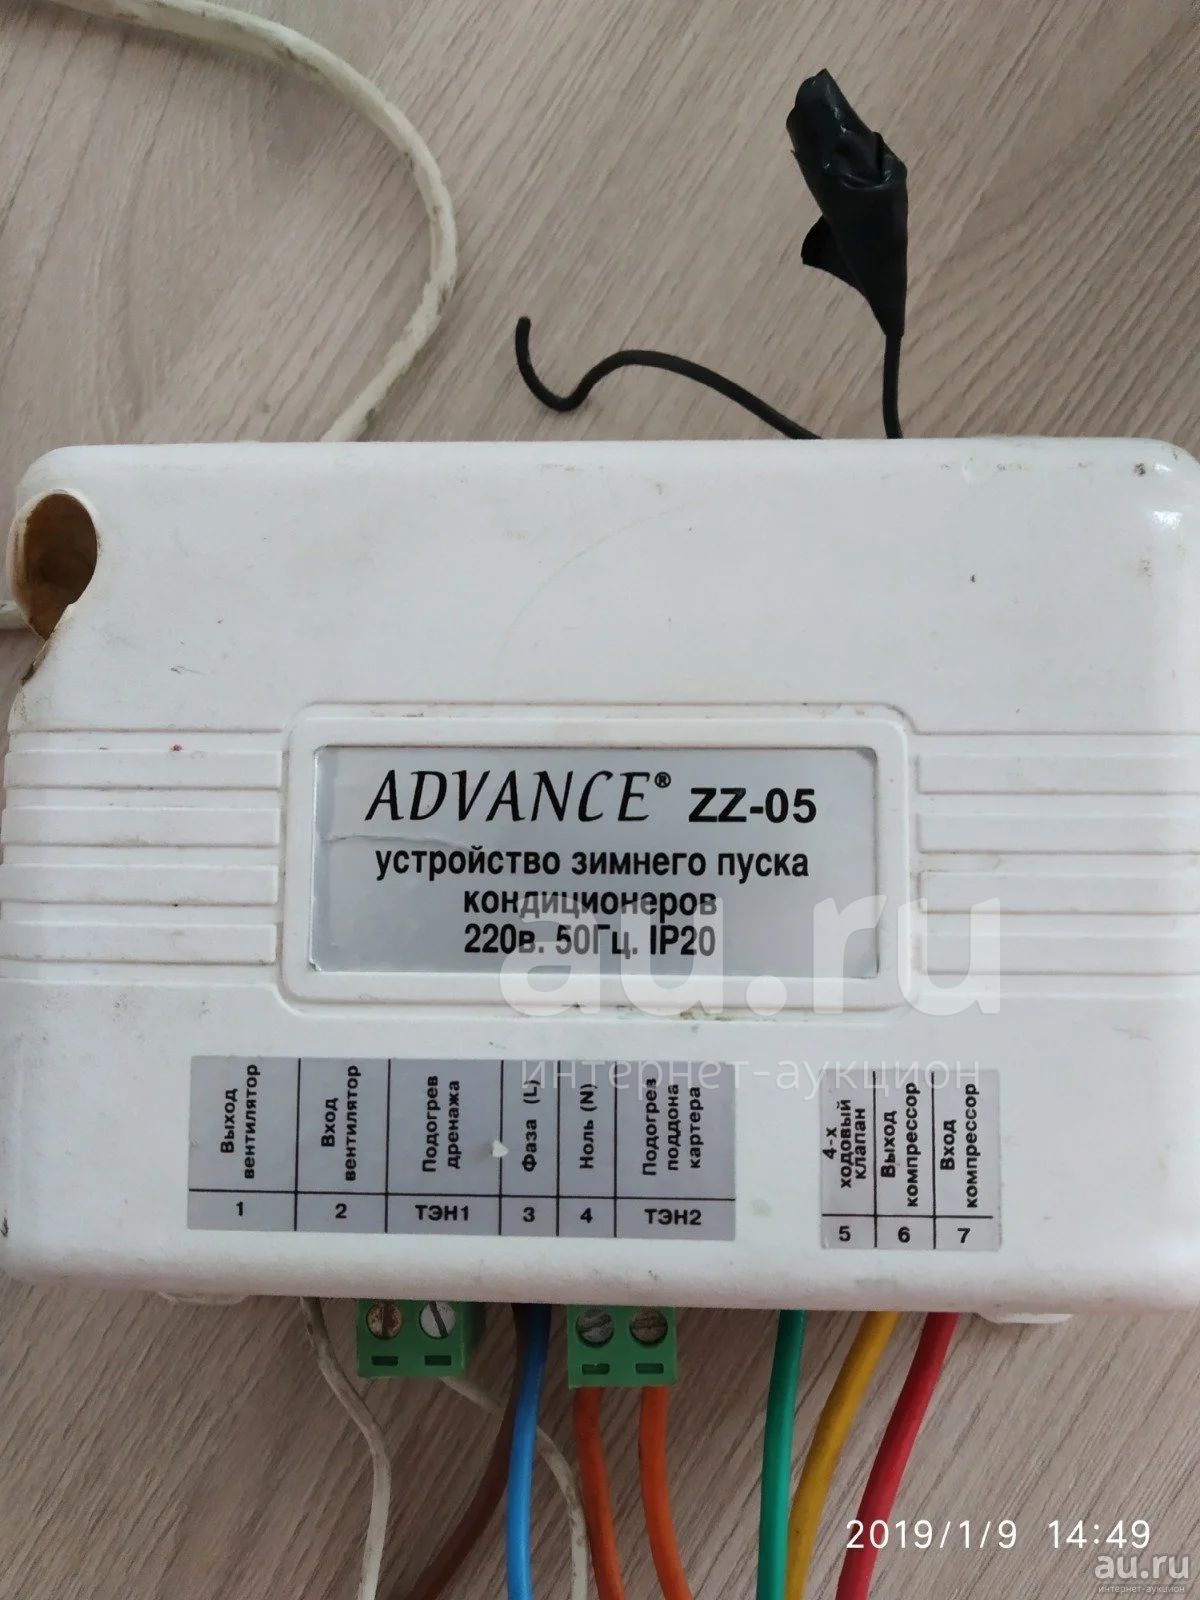 ADVANCE® ZZ-05
устройство зимнего пуска
кондиционеров
220в. 50Гц. IP20
au.ru
интернет-аукцион
Выход
вентилятор
Вход
вентилятор
Подогрев
дренажа
Фаза (L)
Ноль (N)
Подогрев
поддона
картера
1 2 ТЭН1 3 4 ТЭН2
4-х
ходовый
клапан
Выход
компрессор
Вход
компрессор
5 6 7
2019/1/9 14:49
au.ru
интернет-аукцион